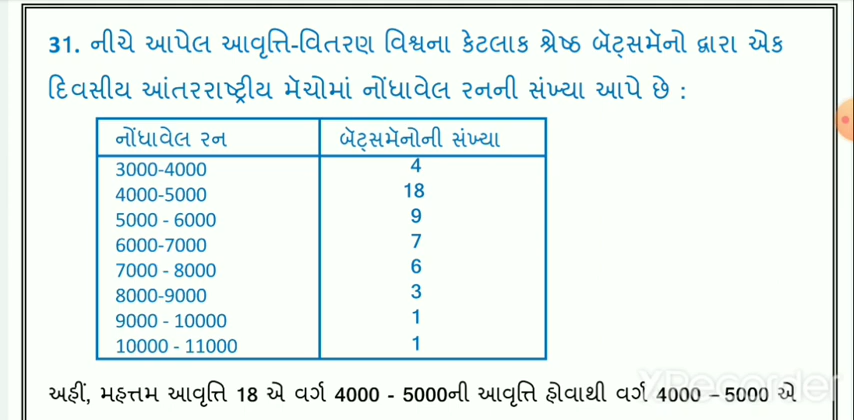 31. નીચે આપેલ આવૃત્તિ-વિતરણ વિશ્વના કેટલાક શ્રેષ્ઠ બૅટ્સમૅનો દ્વારા એક
દિવસીય આંતરરાષ્ટ્રીય મૅચોમાં નોંધાવેલ રનની સંખ્યા આપે છે :
નોંધાવેલ રન બૅટ્સમૅનોની સંખ્યા
3000-4000 4
4000-5000 18
5000 - 6000 9
6000-7000 7
7000 - 8000 6
8000-9000 3
9000 - 10000 1
10000 - 11000 1
અહીં, મહત્તમ આવૃત્તિ 18 એ વર્ગ 4000 - 5000ની આવૃત્તિ હોવાથી વર્ગ 4000 – 5000 એ
XRecorder